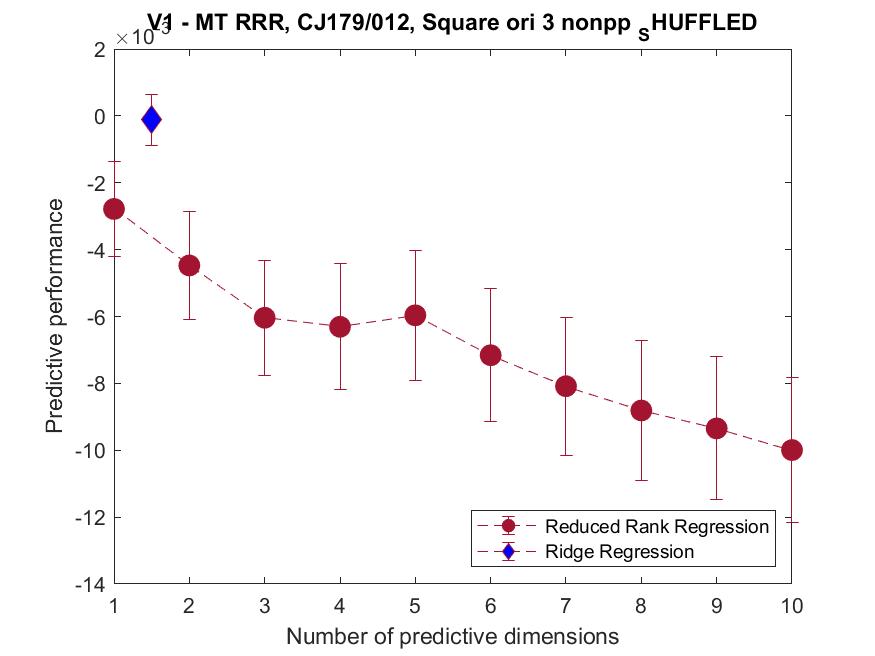 V1 - MT RRR, CJ179/012, Square ori 3 nonpp SHUFFLED
×10-3
2
0
-2
-4
-6
-8
-10
-12
-14
Predictive performance
Reduced Rank Regression
Ridge Regression
1 2 3 4 5 6 7 8 9 10
Number of predictive dimensions